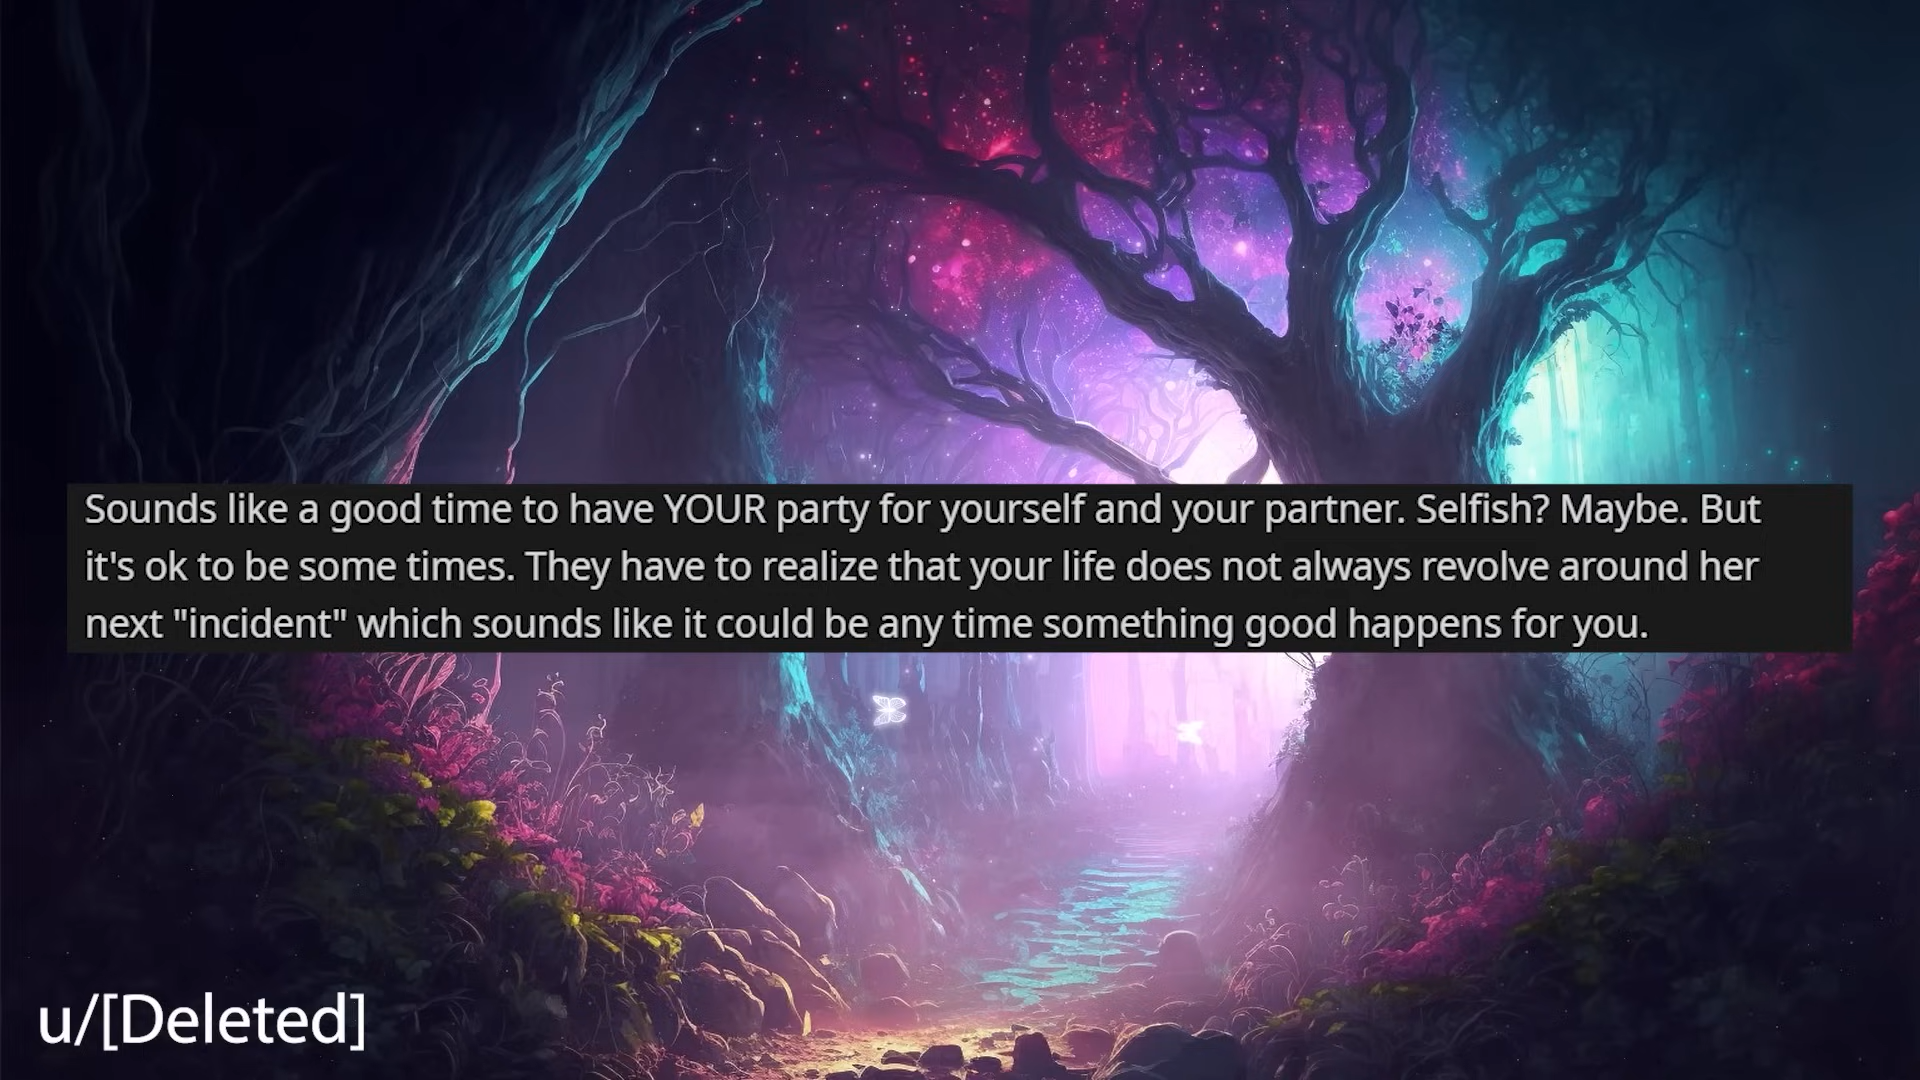 Sounds like a good time to have YOUR party for yourself and your partner. Selfish? Maybe. But
it's ok to be some times. They have to realize that your life does not always revolve around her
next "incident" which sounds like it could be any time something good happens for you.
u/[Deleted]